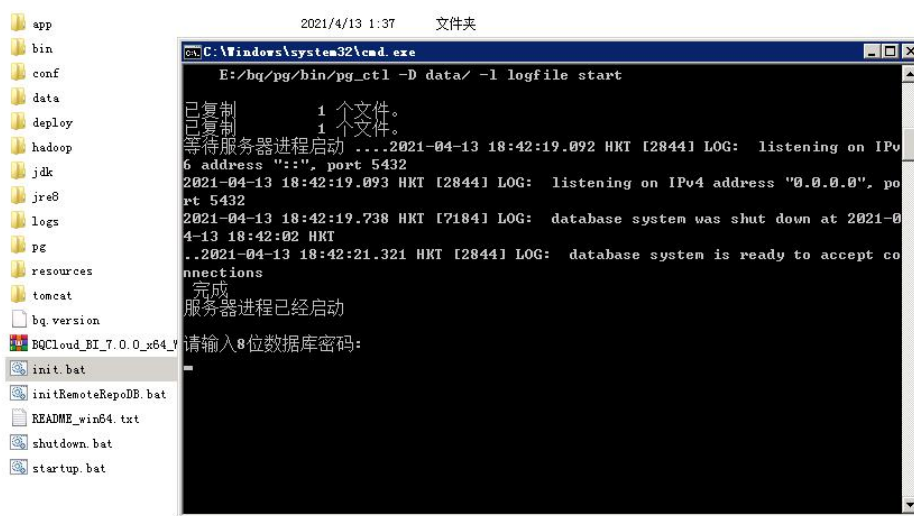 app 2021/4/13 1:37 文件夹
bin
conf
data
deploy
hadoop
jdk
jre8
logs
pg
resources
tomcat
bq.version
BQCloud_BI_7.0.0_x64_
init.bat
initRemoteRepoDB.bat
README_win64.txt
shutdown.bat
startup.bat
C:\Windows\system32\cmd.exe
E:/bq/pg/bin/pg_ctl -D data/ -l logfile start
已复制 1 个文件。
已复制 1 个文件。
等待服务器进程启动 ....2021-04-13 18:42:19.092 HKT [2844] LOG: listening on IPv
6 address "::", port 5432
2021-04-13 18:42:19.093 HKT [2844] LOG: listening on IPv4 address "0.0.0.0", po
rt 5432
2021-04-13 18:42:19.738 HKT [7184] LOG: database system was shut down at 2021-0
4-13 18:42:02 HKT
..2021-04-13 18:42:21.321 HKT [2844] LOG: database system is ready to accept co
nnections
完成
服务器进程已经启动
请输入8位数据库密码: